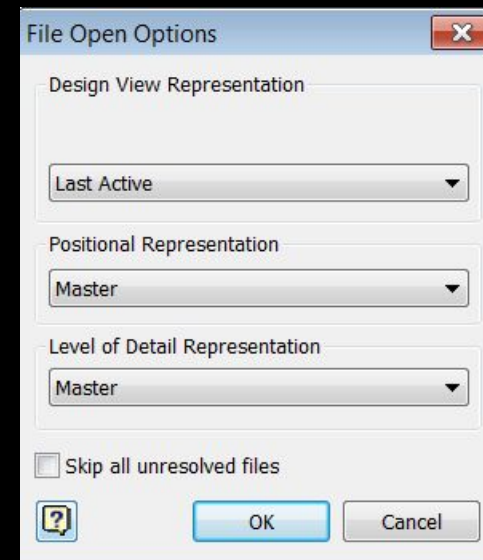 File Open Options
Design View Representation
Last Active
Positional Representation
Master
Level of Detail Representation
Master
Skip all unresolved files
OK
Cancel